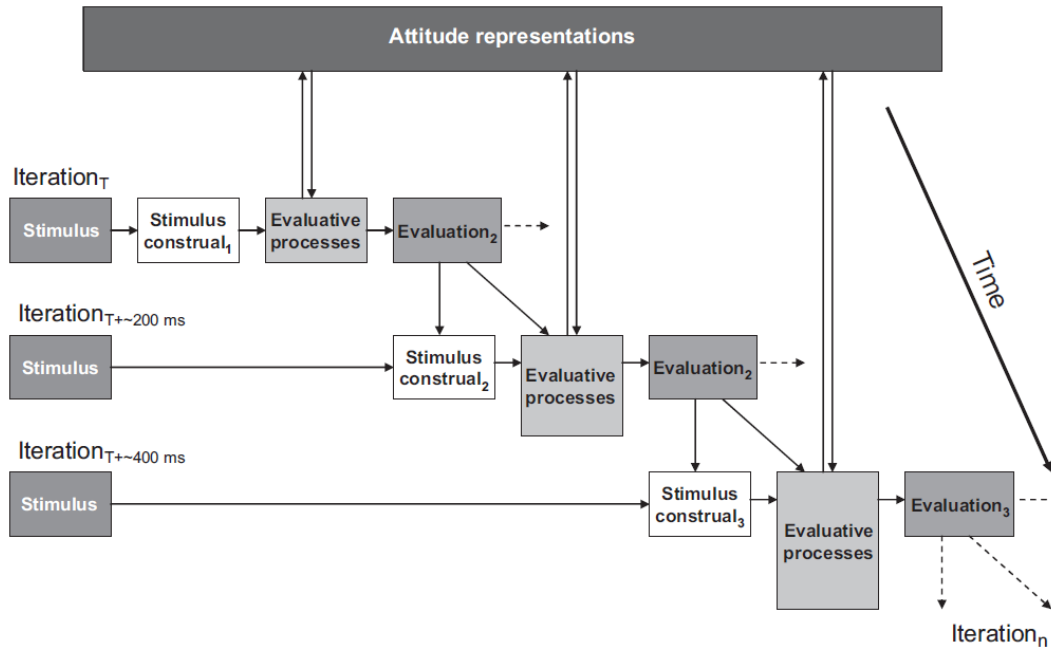 Attitude representations
Iteration_T
Stimulus
Stimulus
construal_1
Evaluative
processes
Evaluation_2
Time
Iteration_T+~200 ms
Stimulus
Stimulus
construal_2
Evaluative
processes
Evaluation_2
Iteration_T+~400 ms
Stimulus
Stimulus
construal_3
Evaluative
processes
Evaluation_3
Iteration_n